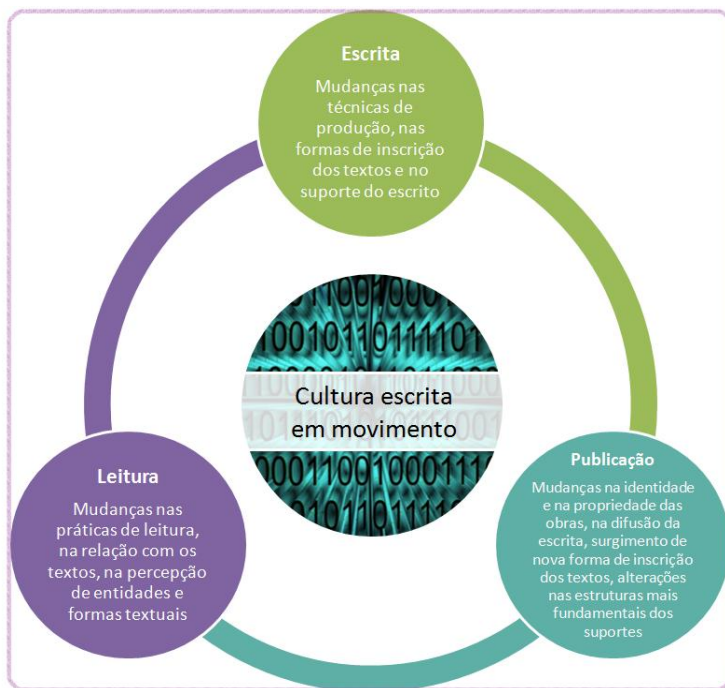 Escrita
Mudanças nas
técnicas de
produção, nas
formas de inscrição
dos textos e no
suporte do escrito
110010001
10010110111101
Cultura escrita
em movimento
00011001000111
Leitura
Mudanças nas
práticas de leitura,
na relação com os
textos, na percepção
de entidades e
formas textuais
Publicação
Mudanças na identidade
e na propriedade das
obras, na difusão da
escrita, surgimento de
nova forma de inscrição
dos textos, alterações
nas estruturas mais
fundamentais dos
suportes